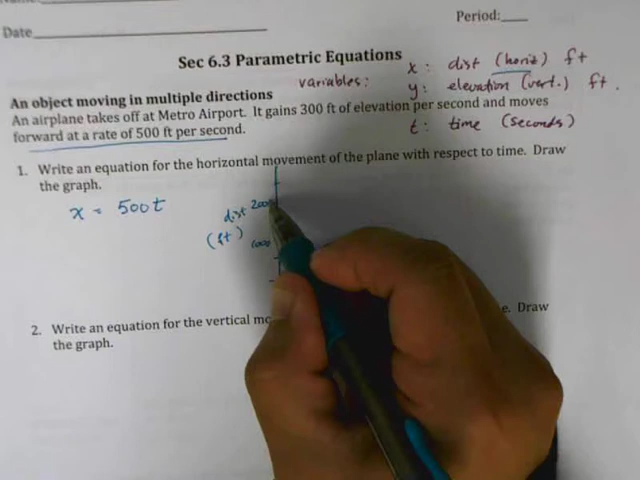 Period:____
Date____________________
Sec 6.3 Parametric Equations
variables:
x: dist (horiz) ft
y: elevation (vert.) ft.
t: time (seconds)
An object moving in multiple directions
An airplane takes off at Metro Airport. It gains 300 ft of elevation per second and moves
forward at a rate of 500 ft per second.
1. Write an equation for the horizontal movement of the plane with respect to time. Draw
the graph.
x = 500t
dist
(ft)
2. Write an equation for the vertical Draw
the graph.